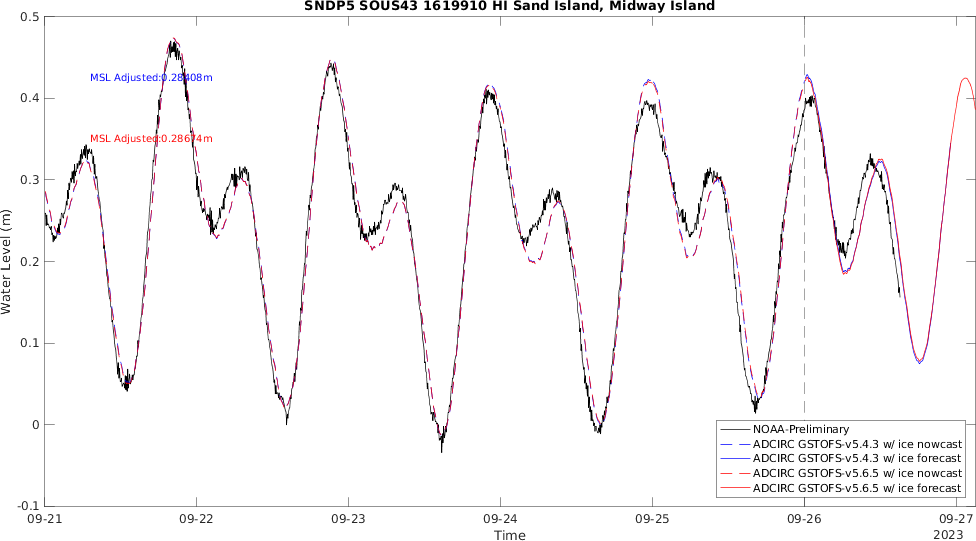 SNDP5 SOUS43 1619910 HI Sand Island, Midway Island
0.5
0.4
0.3
0.2
0.1
0
-0.1
Water Level (m)
MSL Adjusted:0.28408m
MSL Adjusted:0.28674m
NOAA-Preliminary
ADCIRC GSTOFS-v5.4.3 w/ ice nowcast
ADCIRC GSTOFS-v5.4.3 w/ ice forecast
ADCIRC GSTOFS-v5.6.5 w/ ice nowcast
ADCIRC GSTOFS-v5.6.5 w/ ice forecast
09-21 09-22 09-23 09-24 09-25 09-26 09-27
Time
2023